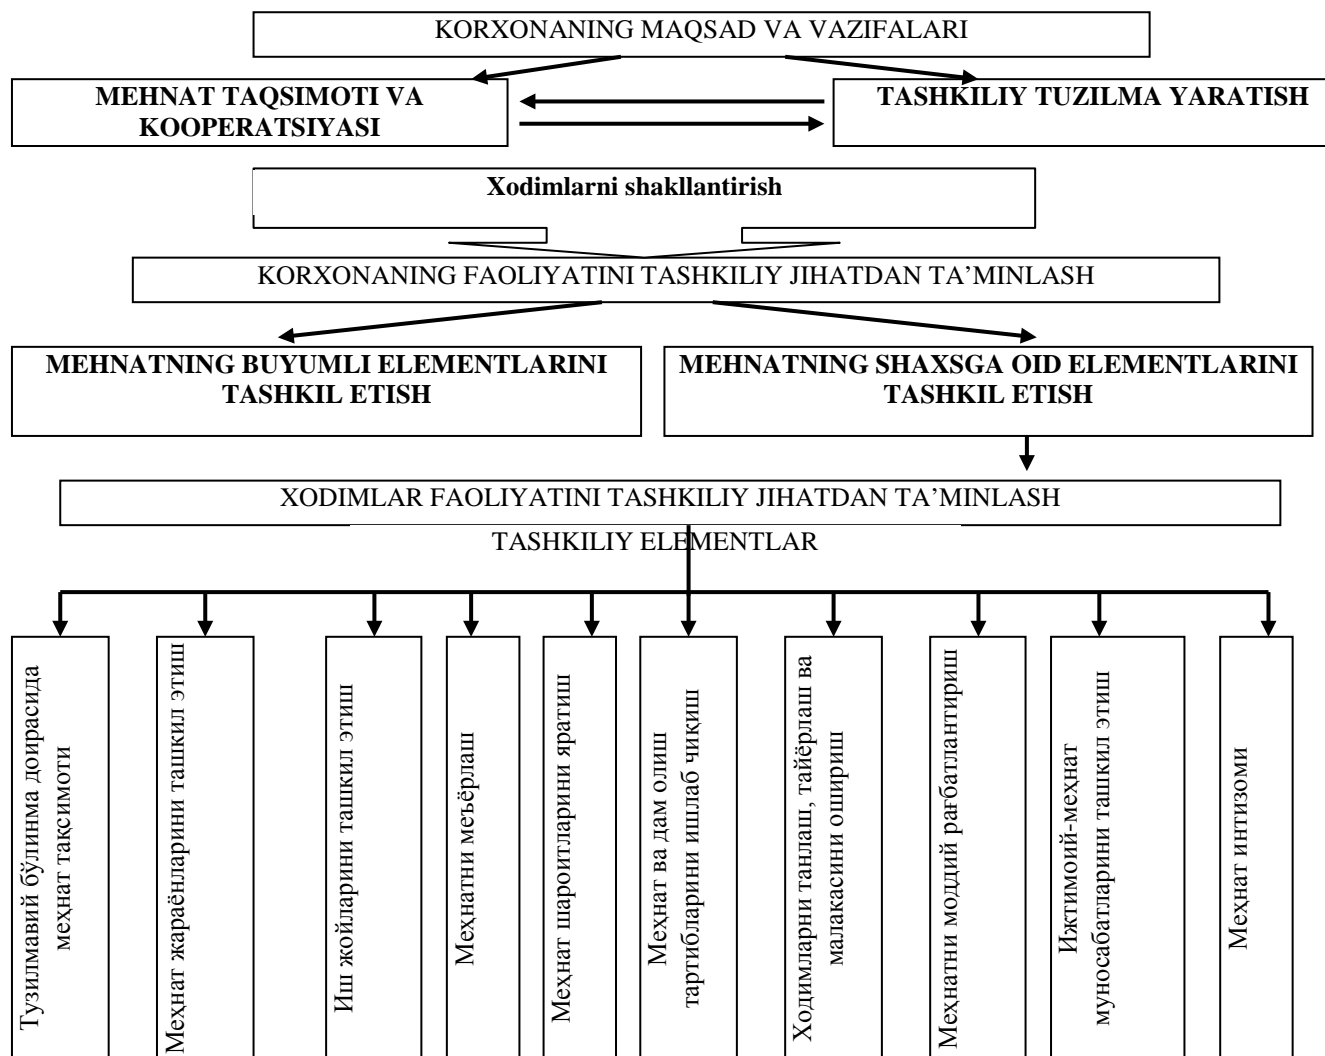 KORXONANING MAQSAD VA VAZIFALARI
MEHNAT TAQSIMOTI VA
KOOPERATSIYASI
TASHKILIY TUZILMA YARATISH
Xodimlarni shakllantirish
KORXONANING FAOLIYATINI TASHKILIY JIHATDAN TA’MINLASH
MEHNATNING BUYUMLI ELEMENTLARINI
TASHKIL ETISH
MEHNATNING SHAXSGA OID ELEMENTLARINI
TASHKIL ETISH
XODIMLAR FAOLIYATINI TASHKILIY JIHATDAN TA’MINLASH
TASHKILIY ELEMENTLAR
Тузилмавий бўлинма доирасида
меҳнат тақсимоти
Меҳнат жараёнларини ташкил этиш
Иш жойларини ташкил этиш
Меҳнатни меъёрлаш
Меҳнат шароитларини яратиш
Меҳнат ва дам олиш
тартибларини ишлаб чиқиш
Ходимларни танлаш, тайёрлаш ва
малакасини ошириш
Меҳнатни моддий рағбатлантириш
Ижтимоий-меҳнат
муносабатларини ташкил этиш
Меҳнат интизоми